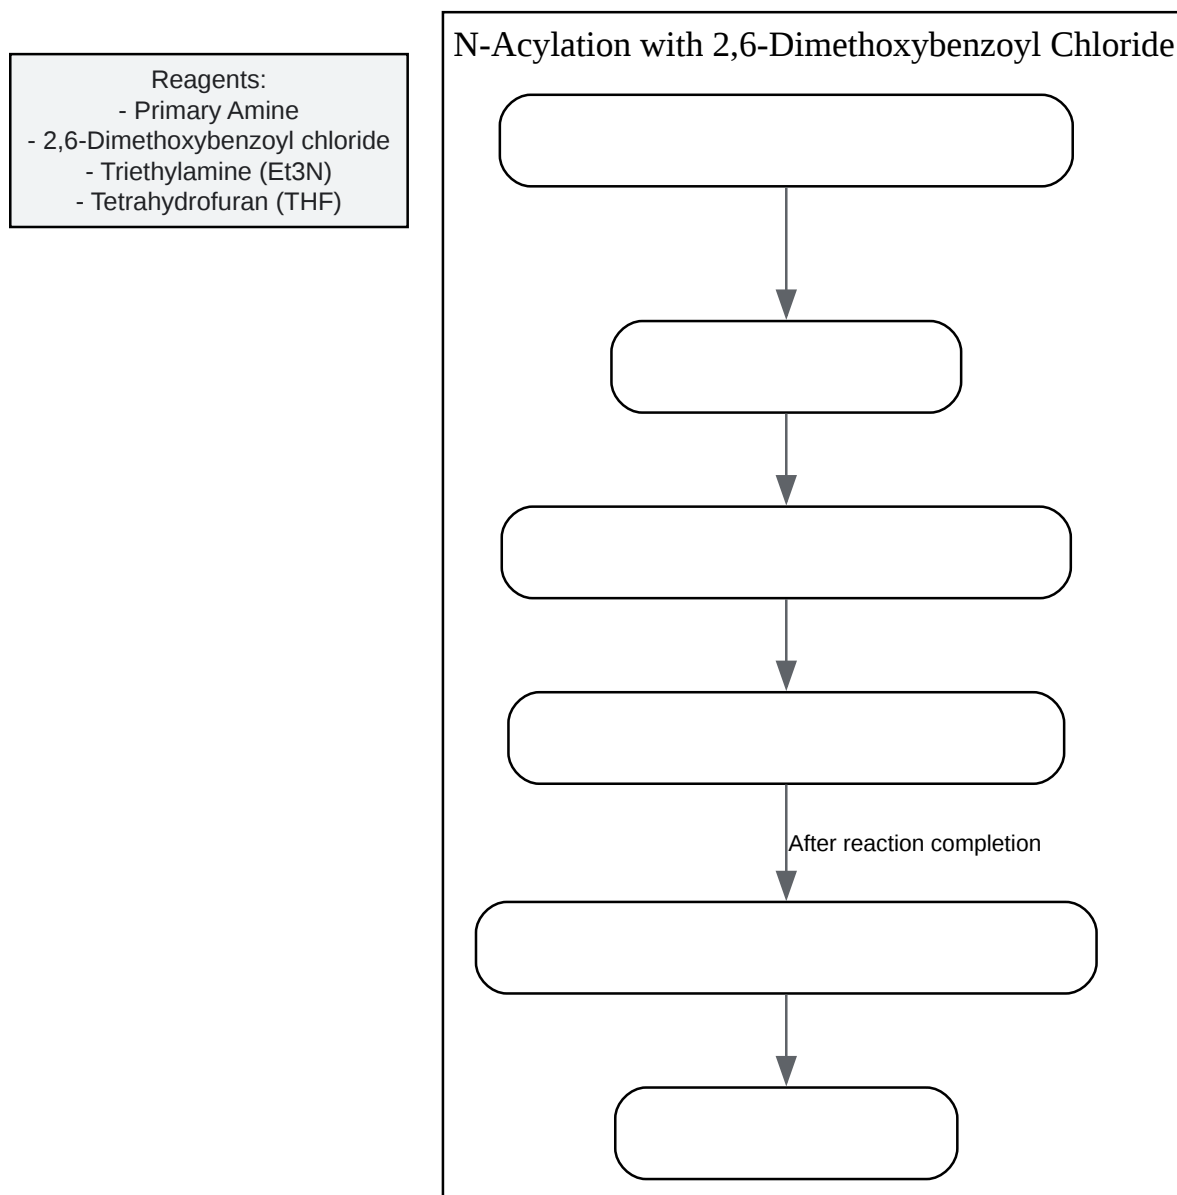 N-Acylation with 2,6-Dimethoxybenzoyl Chloride
Reagents:
- Primary Amine
- 2,6-Dimethoxybenzoyl chloride
- Triethylamine (Et3N)
- Tetrahydrofuran (THF)
After reaction completion